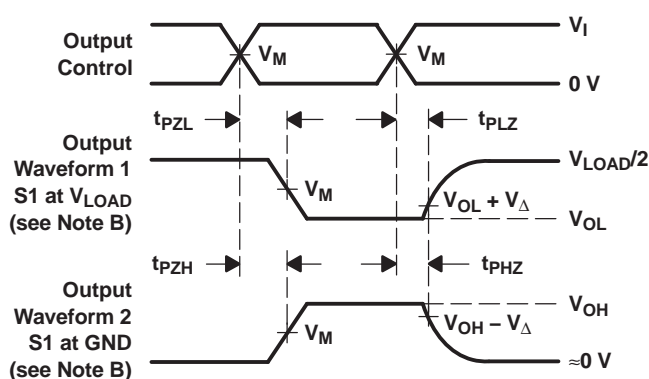 Output
Control
V_I
V_M
V_M
0 V
t_PZL
t_PLZ
Output
Waveform 1
S1 at V_LOAD
(see Note B)
V_LOAD/2
V_M
V_OL + V_Δ
V_OL
t_PZH
t_PHZ
Output
Waveform 2
S1 at GND
(see Note B)
V_OH
V_M
V_OH – V_Δ
≈0 V